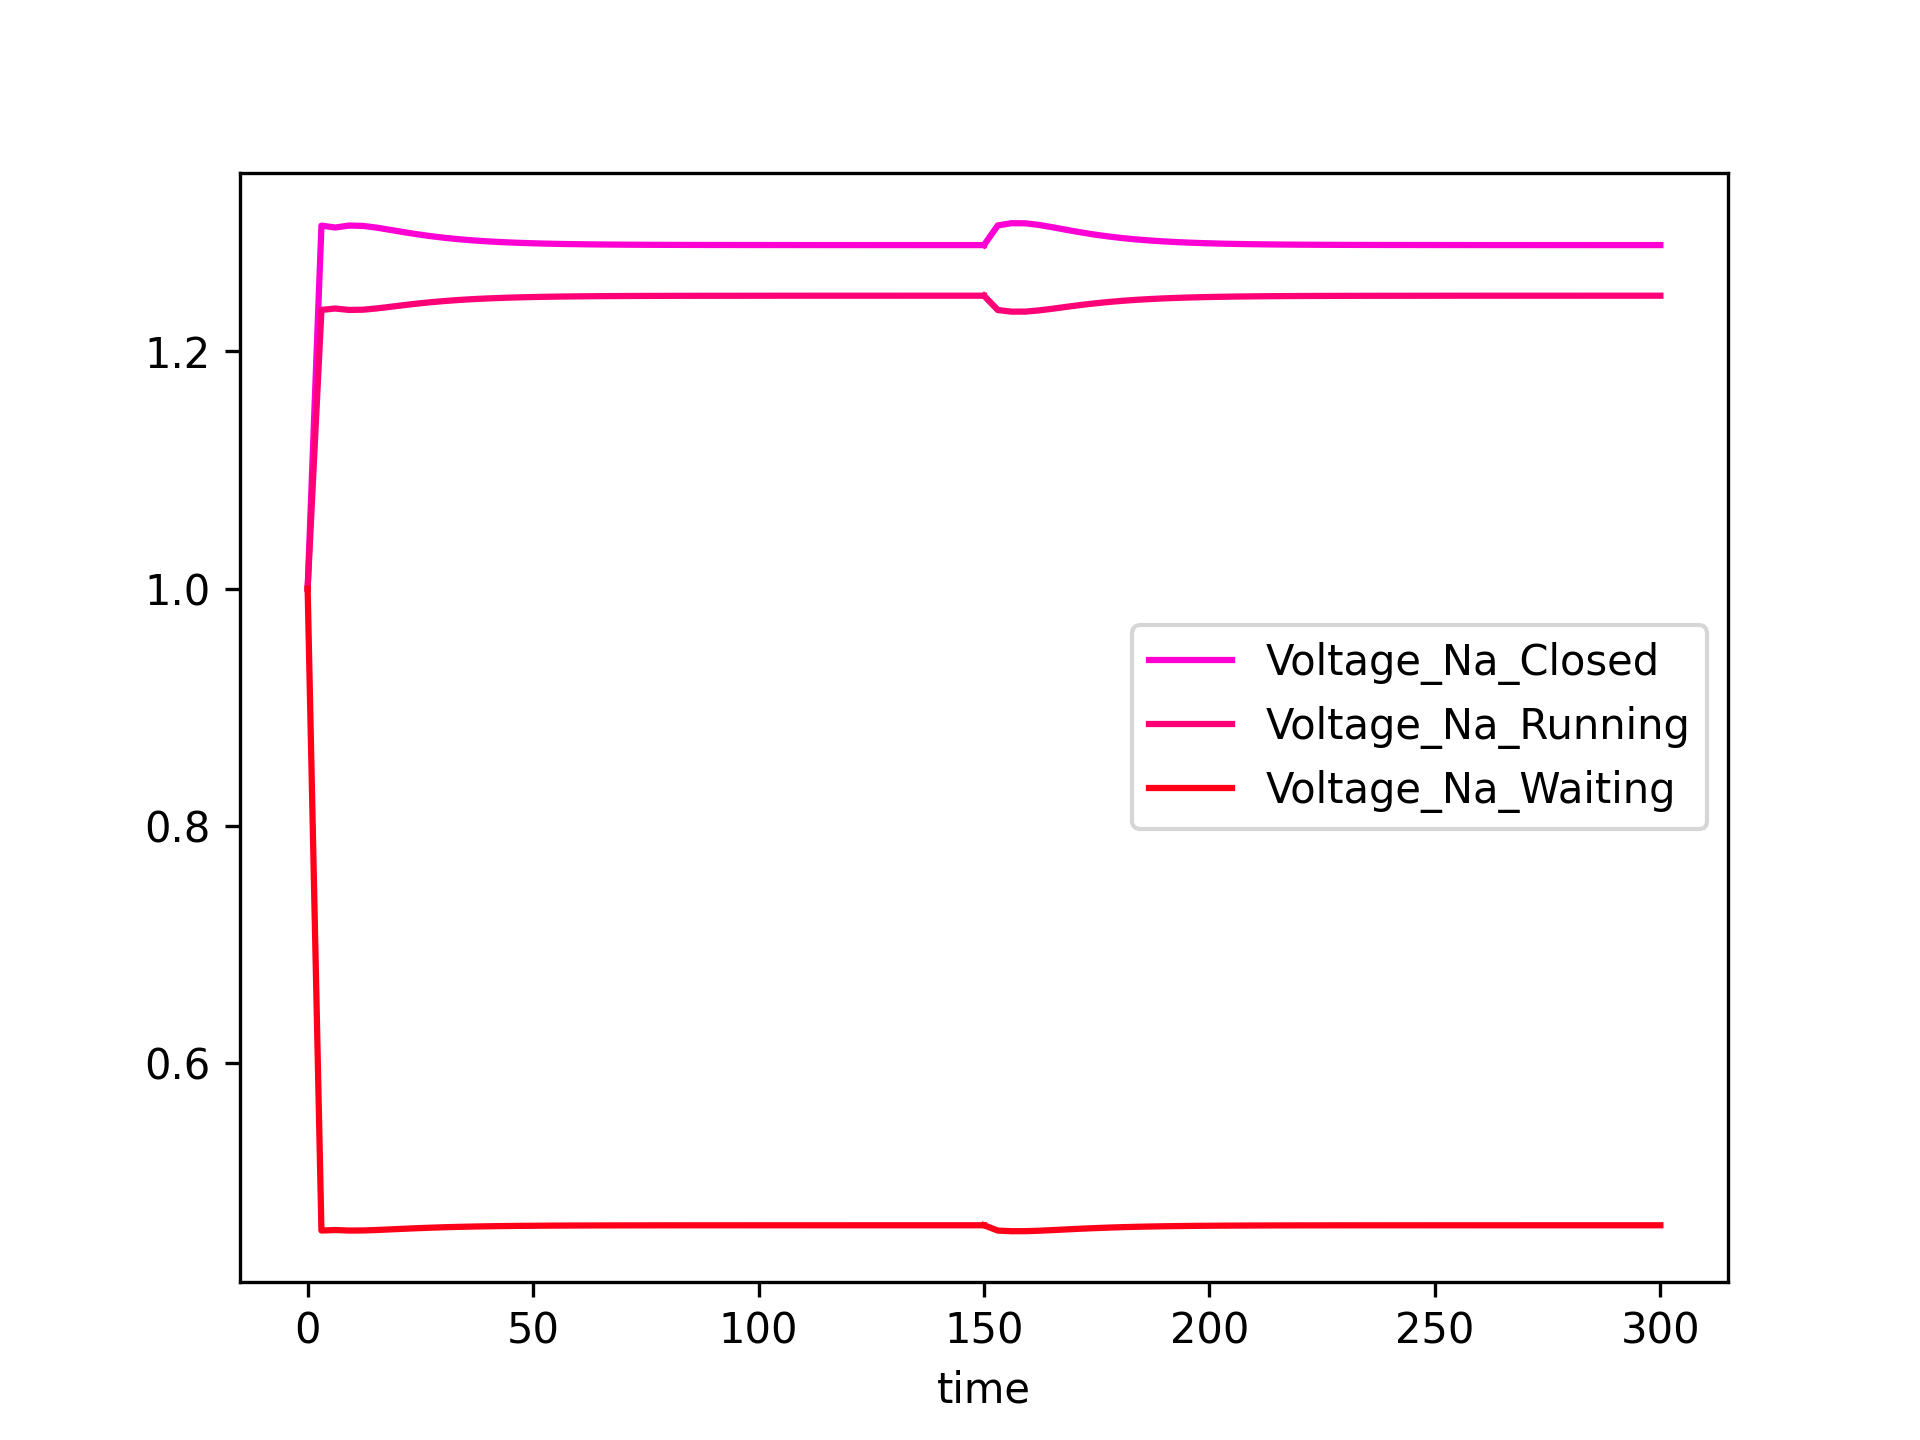 1.2
1.0
0.8
0.6
Voltage_Na_Closed
Voltage_Na_Running
Voltage_Na_Waiting
0 50 100 150 200 250 300
time